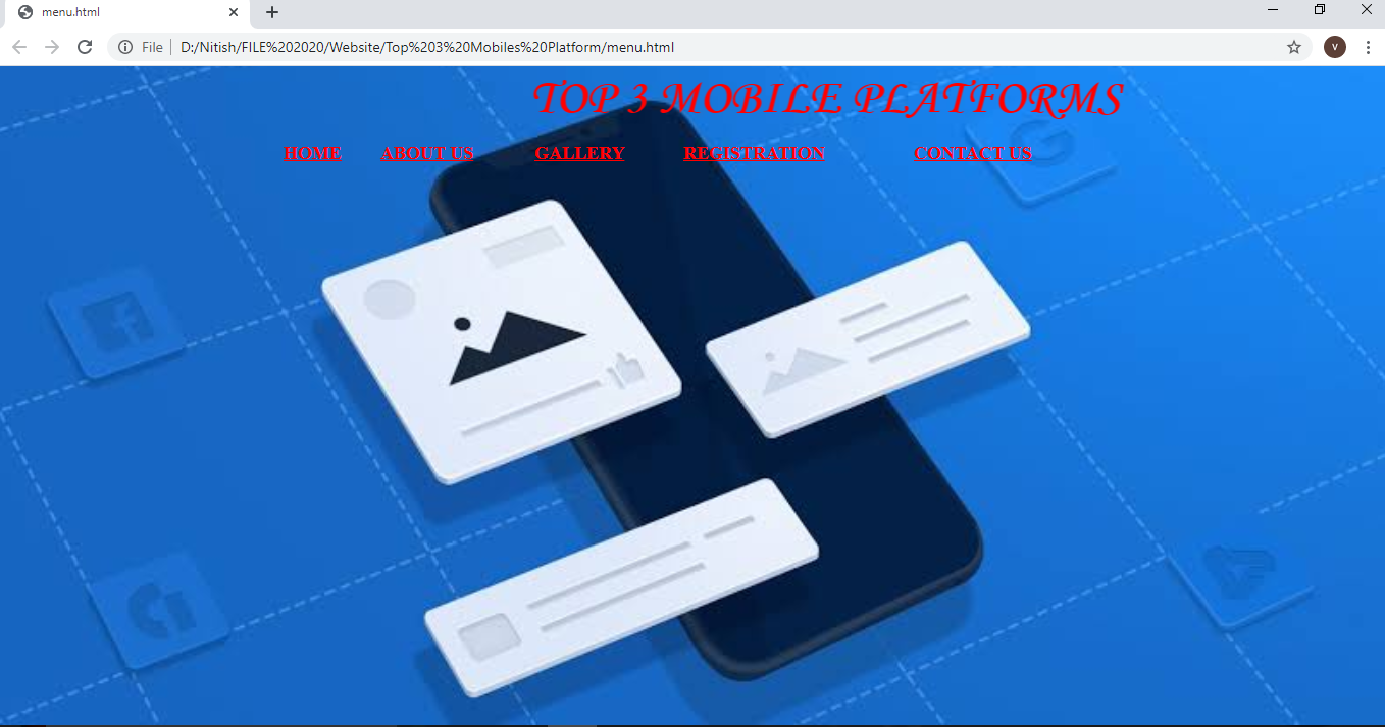 menu.html
File D:/Nitish/FILE%202020/Website/Top%203%20Mobiles%20Platform/menu.html
V
TOP 3 MOBILE PLATFORMS
HOME ABOUT US GALLERY REGISTRATION CONTACT US